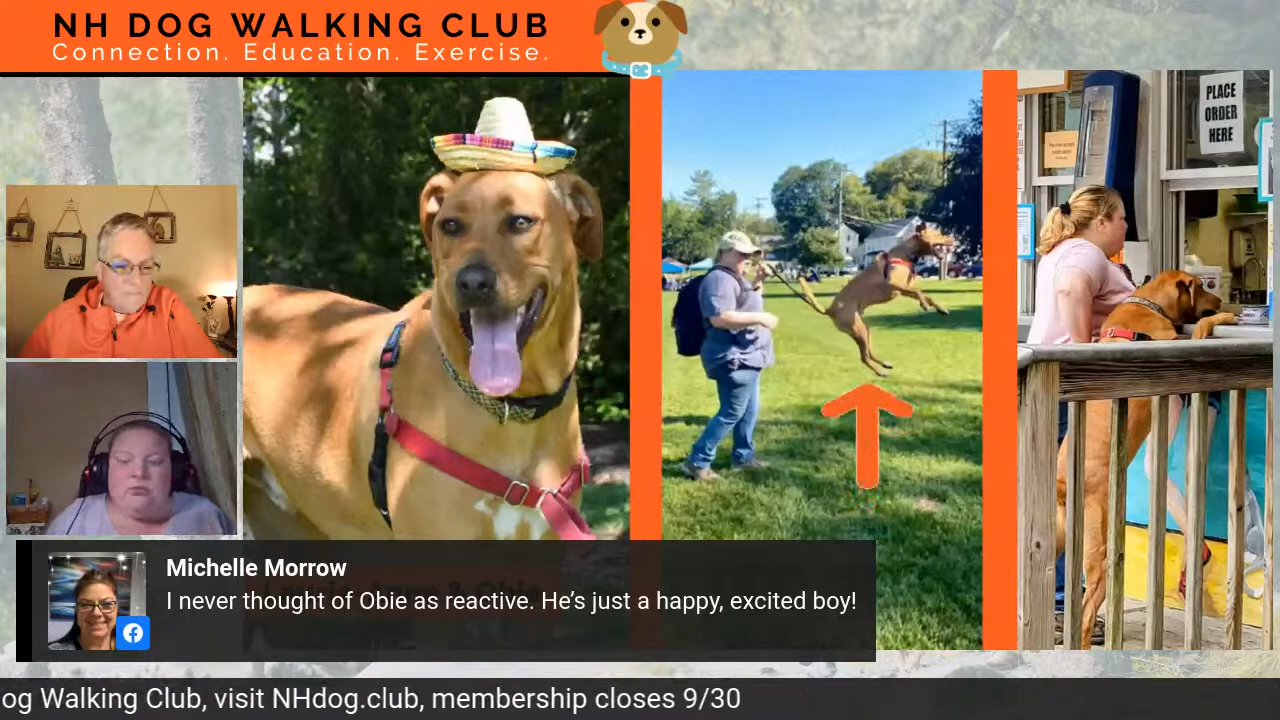 NH DOG WALKING CLUB
Connection. Education. Exercise.
PLACE
ORDER
HERE
Michelle Morrow
I never thought of Obie as reactive. He’s just a happy, excited boy!
og Walking Club, visit NHdog.club, membership closes 9/30